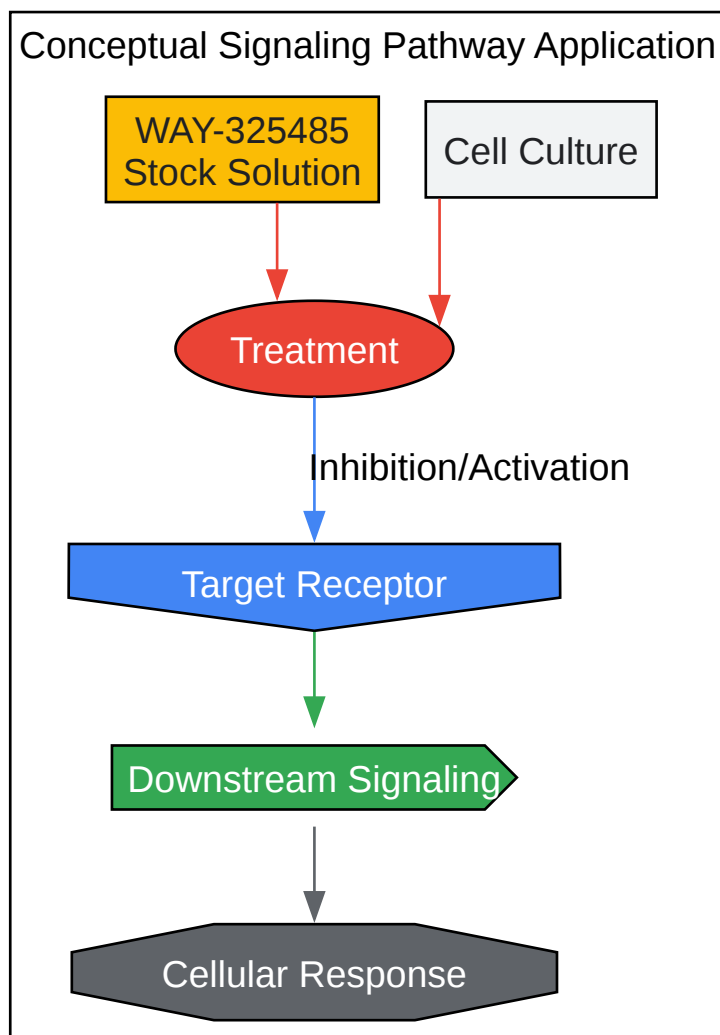 Conceptual Signaling Pathway Application
WAY-325485
Stock Solution
Cell Culture
Treatment
Inhibition/Activation
Target Receptor
Downstream Signaling
Cellular Response